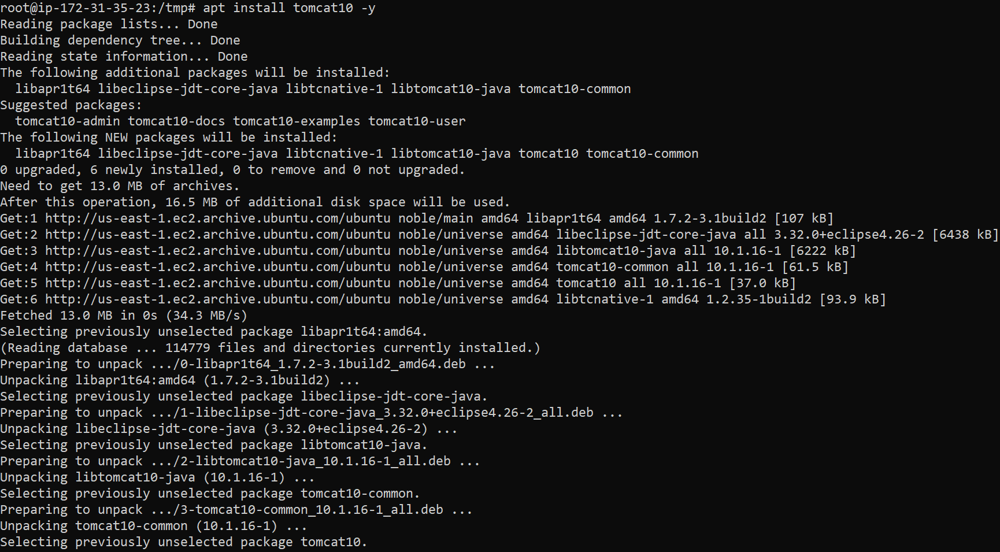 root@ip-172-31-35-23:/tmp# apt install tomcat10 -y
Reading package lists... Done
Building dependency tree... Done
Reading state information... Done
The following additional packages will be installed:
  libapr1t64 libeclipse-jdt-core-java libtcnative-1 libtomcat10-java tomcat10-common
Suggested packages:
  tomcat10-admin tomcat10-docs tomcat10-examples tomcat10-user
The following NEW packages will be installed:
  libapr1t64 libeclipse-jdt-core-java libtcnative-1 libtomcat10-java tomcat10 tomcat10-common
0 upgraded, 6 newly installed, 0 to remove and 0 not upgraded.
Need to get 13.0 MB of archives.
After this operation, 16.5 MB of additional disk space will be used.
Get:1 http://us-east-1.ec2.archive.ubuntu.com/ubuntu noble/main amd64 libapr1t64 amd64 1.7.2-3.1build2 [107 kB]
Get:2 http://us-east-1.ec2.archive.ubuntu.com/ubuntu noble/universe amd64 libeclipse-jdt-core-java all 3.32.0+eclipse4.26-2 [6438 kB]
Get:3 http://us-east-1.ec2.archive.ubuntu.com/ubuntu noble/universe amd64 libtomcat10-java all 10.1.16-1 [6222 kB]
Get:4 http://us-east-1.ec2.archive.ubuntu.com/ubuntu noble/universe amd64 tomcat10-common all 10.1.16-1 [61.5 kB]
Get:5 http://us-east-1.ec2.archive.ubuntu.com/ubuntu noble/universe amd64 tomcat10 all 10.1.16-1 [37.0 kB]
Get:6 http://us-east-1.ec2.archive.ubuntu.com/ubuntu noble/universe amd64 libtcnative-1 amd64 1.2.35-1build2 [93.9 kB]
Fetched 13.0 MB in 0s (34.3 MB/s)
Selecting previously unselected package libapr1t64:amd64.
(Reading database ... 114779 files and directories currently installed.)
Preparing to unpack .../0-libapr1t64_1.7.2-3.1build2_amd64.deb ...
Unpacking libapr1t64:amd64 (1.7.2-3.1build2) ...
Selecting previously unselected package libeclipse-jdt-core-java.
Preparing to unpack .../1-libeclipse-jdt-core-java_3.32.0+eclipse4.26-2_all.deb ...
Unpacking libeclipse-jdt-core-java (3.32.0+eclipse4.26-2) ...
Selecting previously unselected package libtomcat10-java.
Preparing to unpack .../2-libtomcat10-java_10.1.16-1_all.deb ...
Unpacking libtomcat10-java (10.1.16-1) ...
Selecting previously unselected package tomcat10-common.
Preparing to unpack .../3-tomcat10-common_10.1.16-1_all.deb ...
Unpacking tomcat10-common (10.1.16-1) ...
Selecting previously unselected package tomcat10.